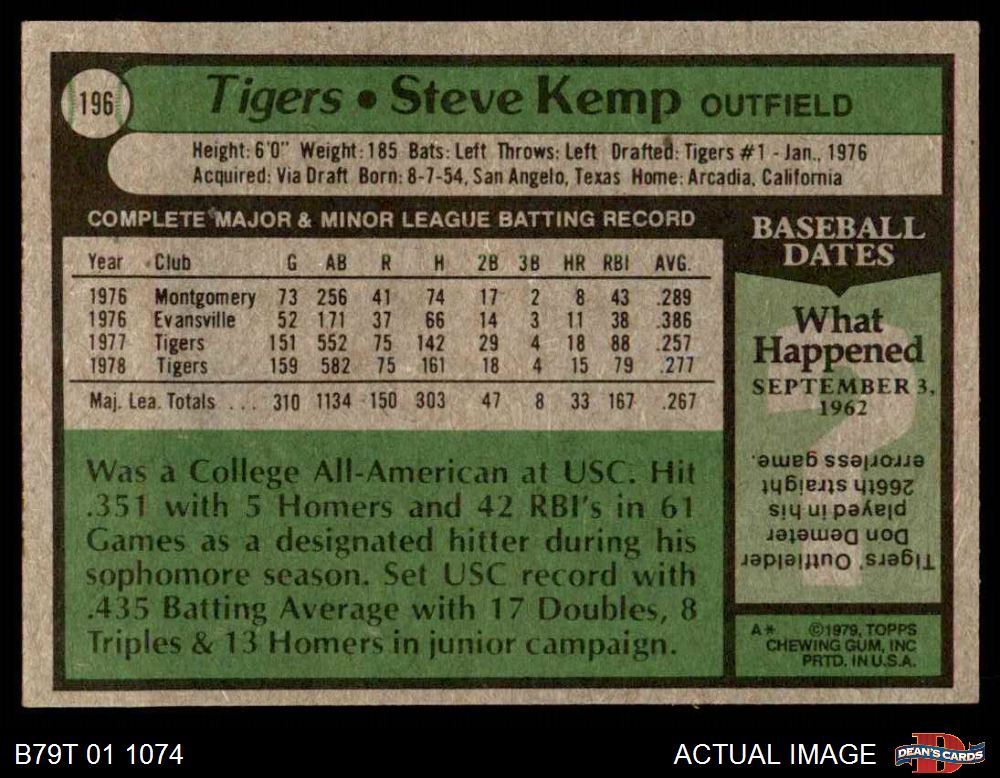 196
Tigers • Steve Kemp OUTFIELD
Height: 6'0" Weight: 185 Bats: Left Throws: Left Drafted: Tigers #1 - Jan., 1976
Acquired: Via Draft Born: 8-7-54, San Angelo, Texas Home: Arcadia, California
COMPLETE MAJOR & MINOR LEAGUE BATTING RECORD
Year Club G AB R H 2B 3B HR RBI AVG.
1976 Montgomery 73 256 41 74 17 2 8 43 .289
1976 Evansville 52 171 37 66 14 3 11 38 .386
1977 Tigers 151 552 75 142 29 4 18 88 .257
1978 Tigers 159 582 75 161 18 4 15 79 .277
Maj. Lea. Totals ... 310 1134 150 303 47 8 33 167 .267
Was a College All-American at USC. Hit
.351 with 5 Homers and 42 RBI's in 61
Games as a designated hitter during his
sophomore season. Set USC record with
.435 Batting Average with 17 Doubles, 8
Triples & 13 Homers in junior campaign.
BASEBALL
DATES
What
Happened
SEPTEMBER 3,
1962
?
Tigers' Outfielder
Don Demeter
played in his
266th straight
errorless game.
A* ©1979, TOPPS
CHEWING GUM, INC
PRTD. IN U.S.A.
B79T 01 1074
ACTUAL IMAGE
D
DEAN'S CARDS